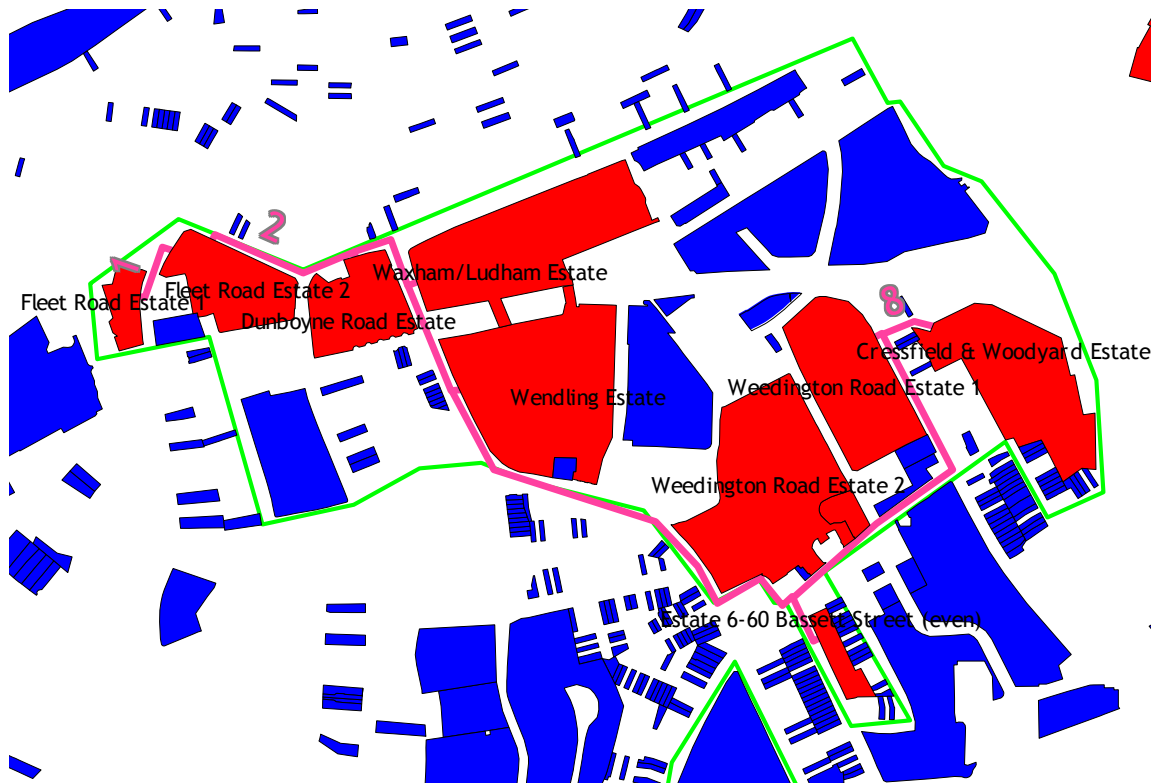 2
1
Waxham/Ludham Estate
Fleet Road Estate 2
Fleet Road Estate 1
8
Dunboyne Road Estate
Cressfield & Woodyard Estate
Weedington Road Estate 1
Wendling Estate
Weedington Road Estate 2
Estate 6-60 Bassett Street (even)